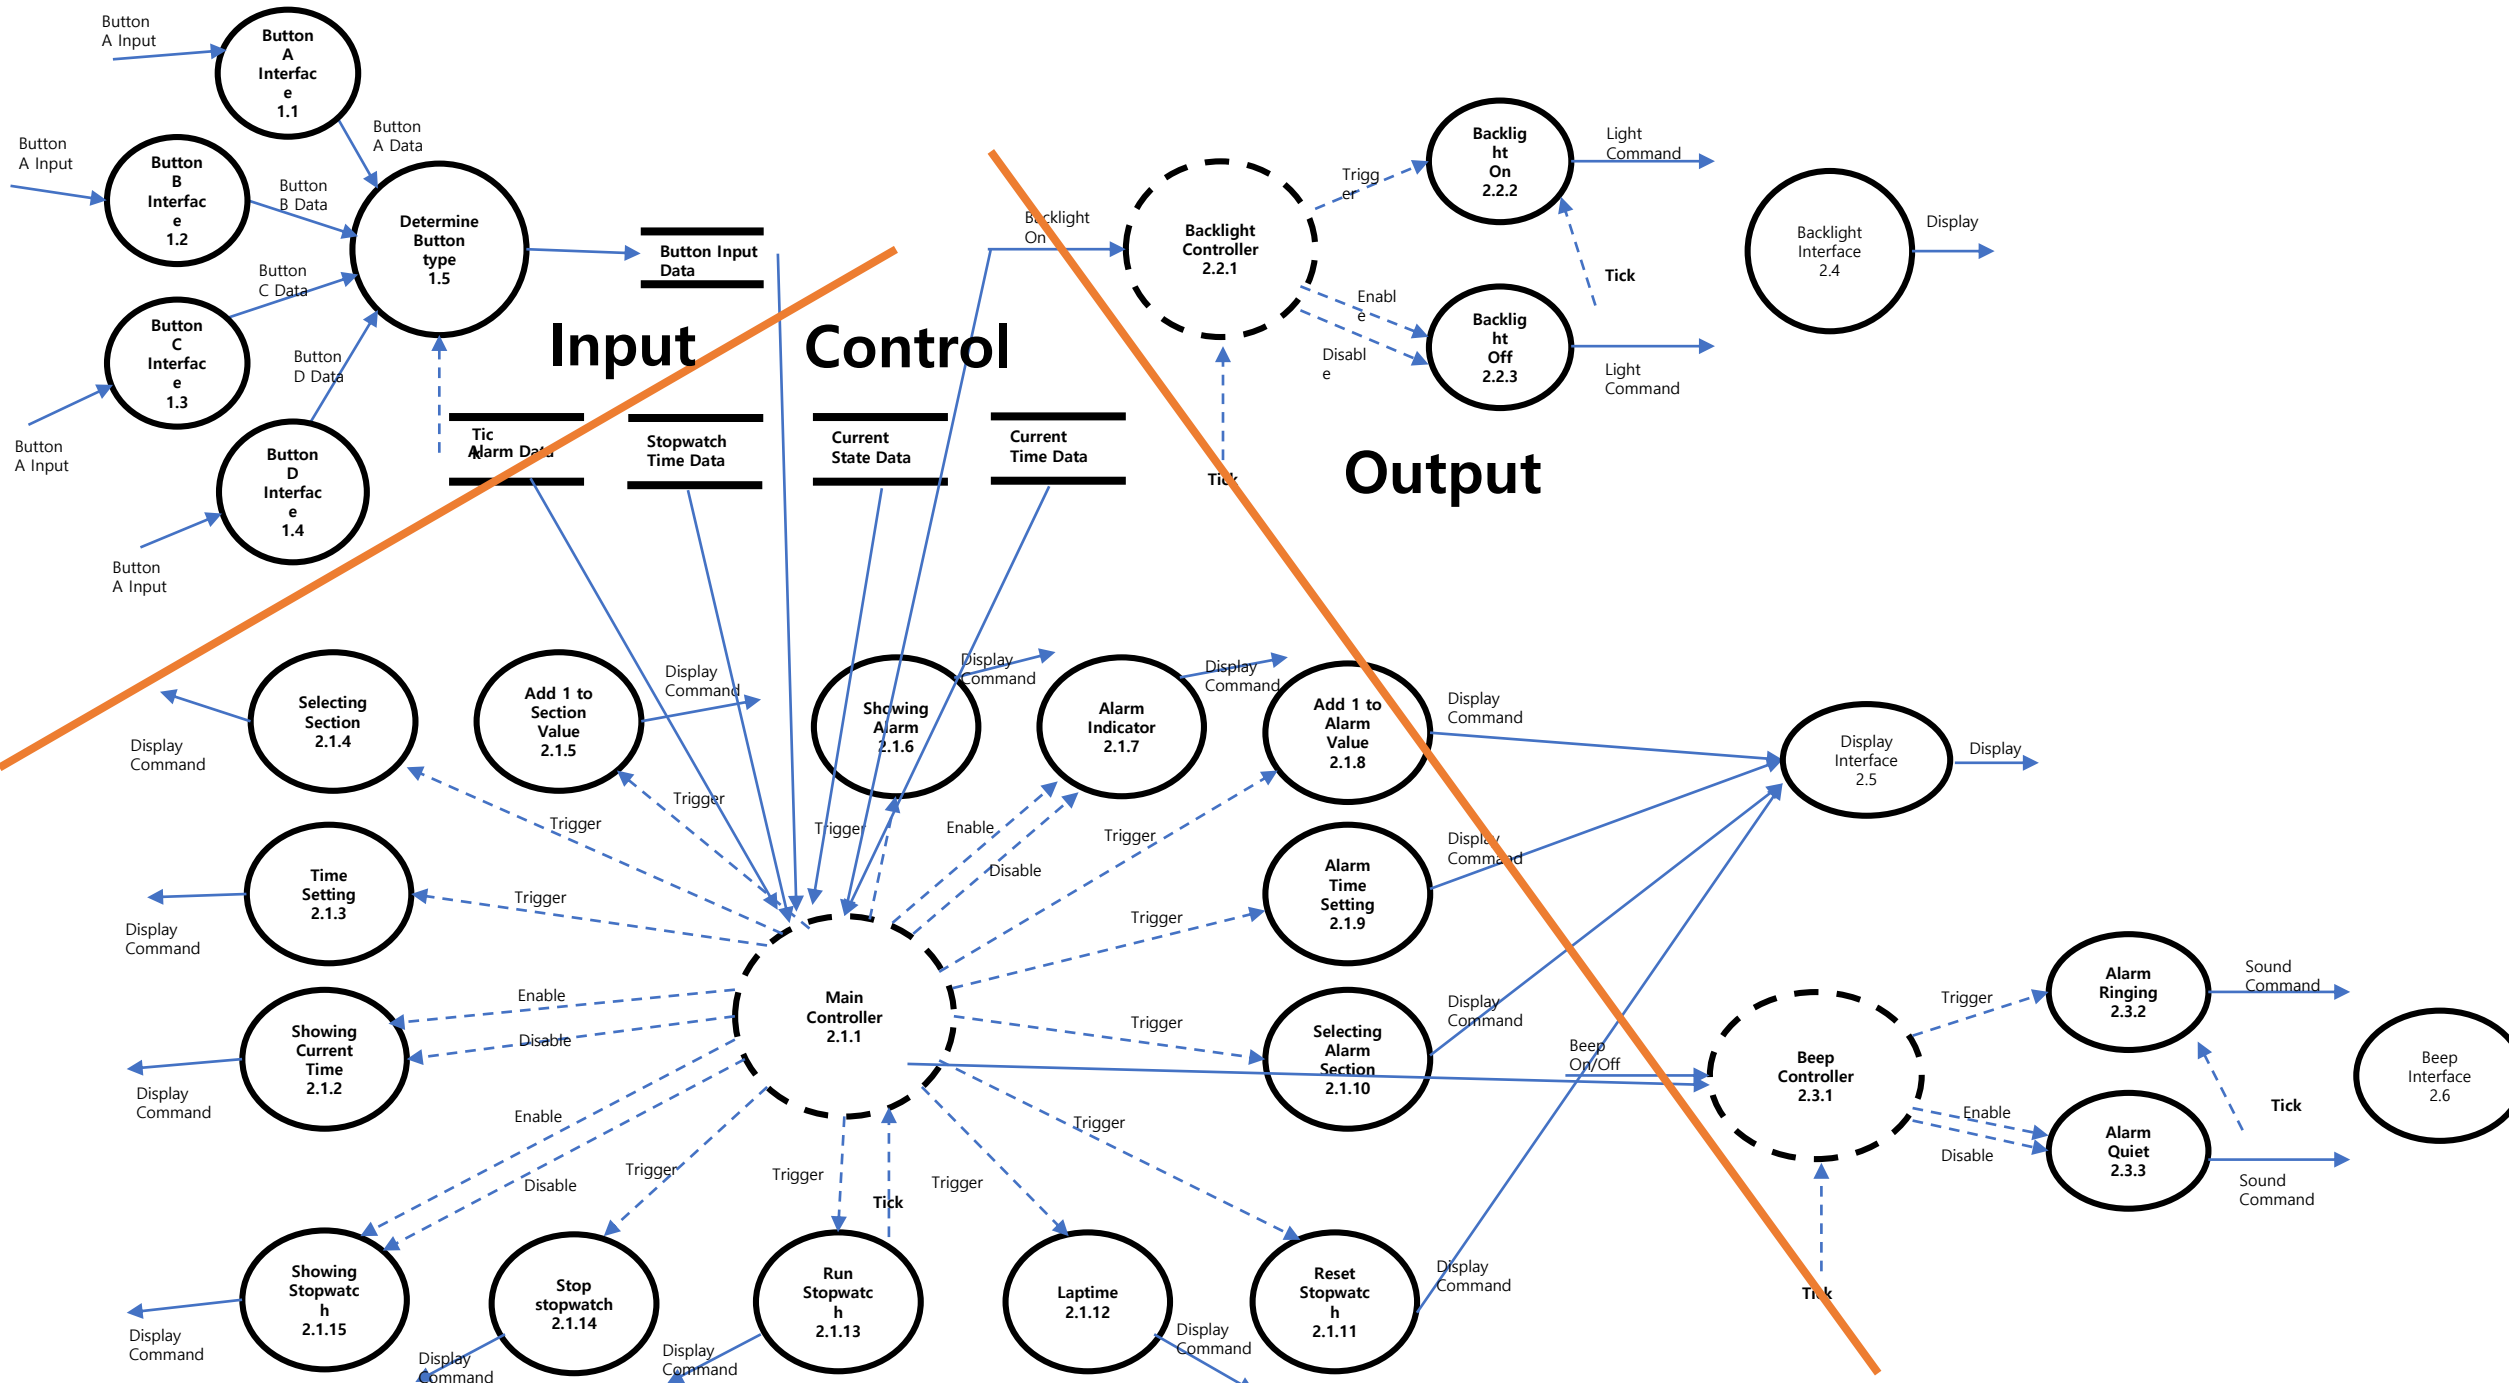 Button
A Input
Button
A
Interfac
e
1.1
Button
A Data
Button
A Input
Button
B
Interfac
e
1.2
Button
B Data
Determine
Button
type
1.5
Button Input
Data
Button
C Data
Button
C
Interfac
e
1.3
Button
A Input
Button
D Data
Button
D
Interfac
e
1.4
Button
A Input
Input
Control
Output
Tic
k
Alarm Data
Stopwatch
Time Data
Current
State Data
Current
Time Data
Backlight
On
Backlight
Controller
2.2.1
Tick
Trigg
er
Enabl
e
Disabl
e
Backlig
ht
On
2.2.2
Light
Command
Tick
Backlig
ht
Off
2.2.3
Light
Command
Backlight
Interface
2.4
Display
Selecting
Section
2.1.4
Display
Command
Add 1 to
Section
Value
2.1.5
Display
Command
Showing
Alarm
2.1.6
Display
Command
Alarm
Indicator
2.1.7
Display
Command
Add 1 to
Alarm
Value
2.1.8
Display
Command
Display
Interface
2.5
Display
Trigger
Trigger
Trigger
Enable
Disable
Trigger
Time
Setting
2.1.3
Display
Command
Trigger
Alarm
Time
Setting
2.1.9
Display
Command
Trigger
Main
Controller
2.1.1
Enable
Disable
Showing
Current
Time
2.1.2
Display
Command
Trigger
Selecting
Alarm
Section
2.1.10
Display
Command
Beep
On/Off
Beep
Controller
2.3.1
Tick
Trigger
Enable
Disable
Alarm
Ringing
2.3.2
Sound
Command
Tick
Alarm
Quiet
2.3.3
Sound
Command
Beep
Interface
2.6
Enable
Disable
Trigger
Trigger
Tick
Trigger
Trigger
Showing
Stopwatc
h
2.1.15
Display
Command
Stop
stopwatch
2.1.14
Display
Command
Run
Stopwatc
h
2.1.13
Display
Command
Laptime
2.1.12
Display
Command
Reset
Stopwatc
h
2.1.11
Display
Command